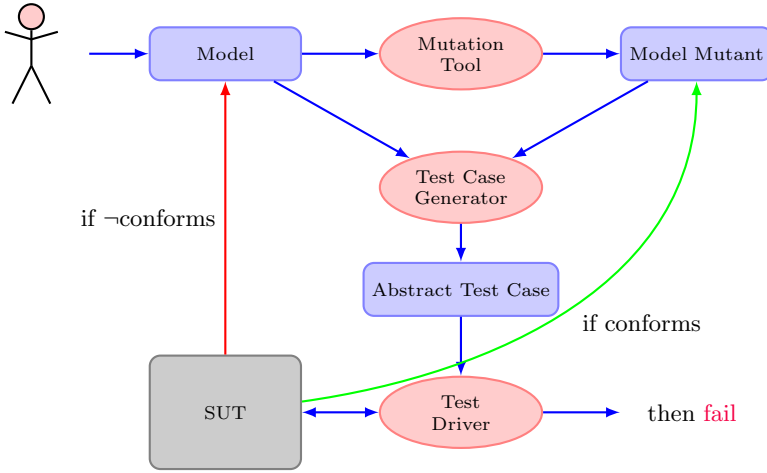 Model
Mutation
Tool
Model Mutant
Test Case
Generator
if ¬conforms
Abstract Test Case
if conforms
SUT
Test
Driver
then fail